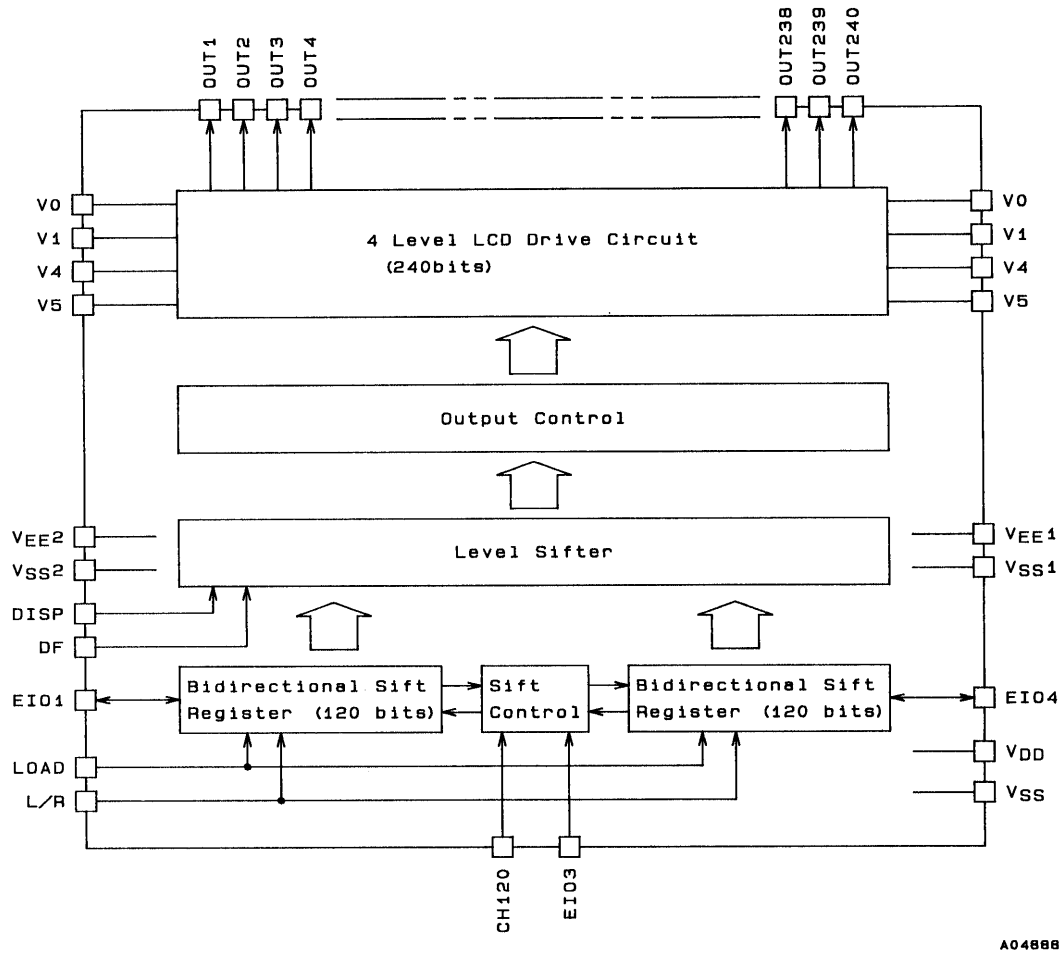 OUT1
OUT2
OUT3
OUT4
OUT238
OUT239
OUT240
V0
V1
V4
V5
4 Level LCD Drive Circuit
(240bits)
V0
V1
V4
V5
Output Control
VEE2
VSS2
DISP
DF
Level Sifter
VEE1
VSS1
EIO1
Bidirectional Sift
Register (120 bits)
Sift
Control
Bidirectional Sift
Register (120 bits)
EIO4
LOAD
L/R
VDD
VSS
CH120
EIO3